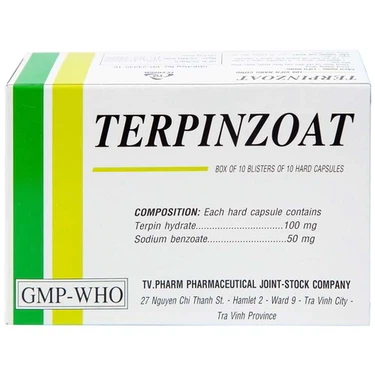 TERPINZOAT
TERPINZOAT
BOX OF 10 BLISTERS OF 10 HARD CAPSULES
COMPOSITION: Each hard capsule contains
Terpin hydrate..............................100 mg
Sodium benzoate...........................50 mg
GMP-WHO
TV.PHARM PHARMACEUTICAL JOINT-STOCK COMPANY
27 Nguyen Chi Thanh St. - Hamlet 2 - Ward 9 - Tra Vinh City -
Tra Vinh Province